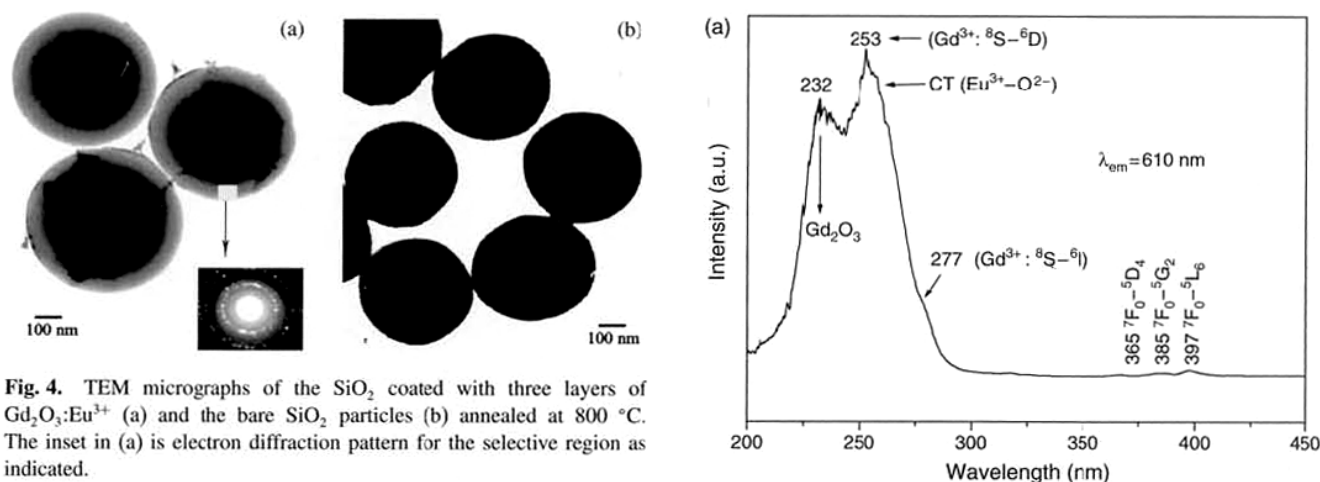 (a)
(b)
100 nm
100 nm
Fig. 4. TEM micrographs of the SiO₂ coated with three layers of
Gd₂O₃:Eu³⁺ (a) and the bare SiO₂ particles (b) annealed at 800 °C.
The inset in (a) is electron diffraction pattern for the selective region as
indicated.
(a)
253 (Gd³⁺: ⁸S–⁶D)
232
CT (Eu³⁺–O²⁻)
λem=610 nm
Gd₂O₃
277 (Gd³⁺: ⁸S–⁶I)
365 ⁷F₀–⁵D₄
385 ⁷F₀–⁵G₂
397 ⁷F₀–⁵L₆
Intensity (a.u.)
200 250 300 350 400 450
Wavelength (nm)